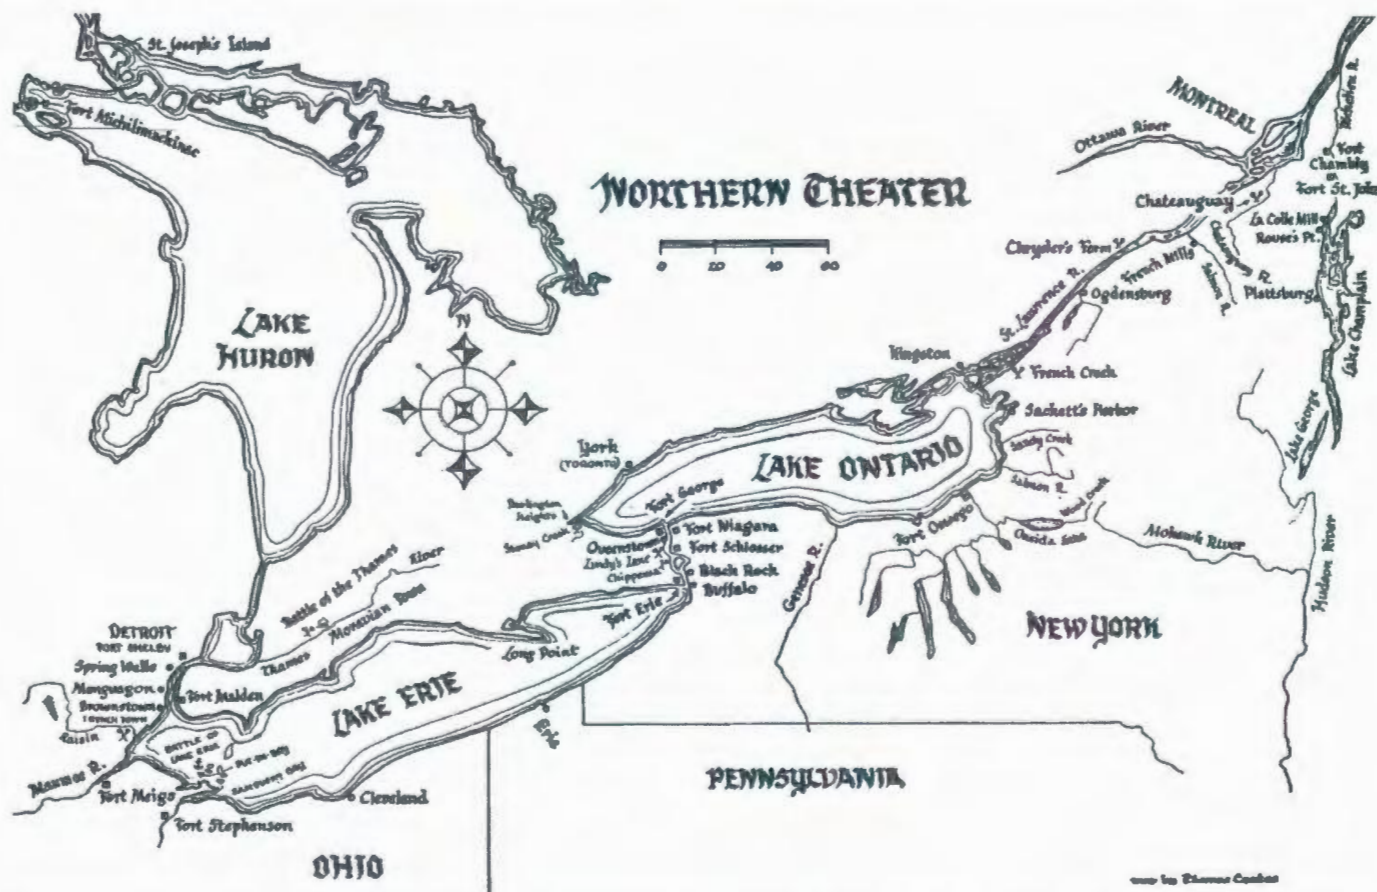 St. Joseph's Island
Fort Michilimackinac
NORTHERN THEATER
0 20 40 60
MONTREAL
Ottawa River
Richelieu R.
Fort
Chambly
Fort St. John
Chateauguay
La Colle Mill
Rouse's Pt.
Chrysler's Farm
French Mills
Chateauguay R.
Salmon R.
Plattsburg
Ogdensburg
St. Lawrence R.
Lake Champlain
LAKE
HURON
N
Kingston
French Creek
Sackett's Harbor
Lake George
York
(TORONTO)
LAKE ONTARIO
Sandy Creek
Salmon R.
Burlington
Heights
Stoney Creek
Fort George
Fort Niagara
Queenstown
Fort Schlosser
Lundy's Lane
Chippewa
Black Rock
Buffalo
Fort Erie
Genesee R.
Fort Oswego
Wood Creek
Oneida Lake
Mohawk River
Hudson River
NEW YORK
Battle of the Thames
River
Moravian Town
Thames
Long Point
DETROIT
FORT SHELBY
Spring Wells
Monguagon
Brownstown
FRENCH TOWN
Raisin
Fort Malden
LAKE ERIE
Erie
BATTLE OF
LAKE ERIE
PUT-IN-BAY
SANDUSKY BAY
Maumee R.
Fort Meigs
Cleveland
Fort Stephenson
PENNSYLVANIA
OHIO